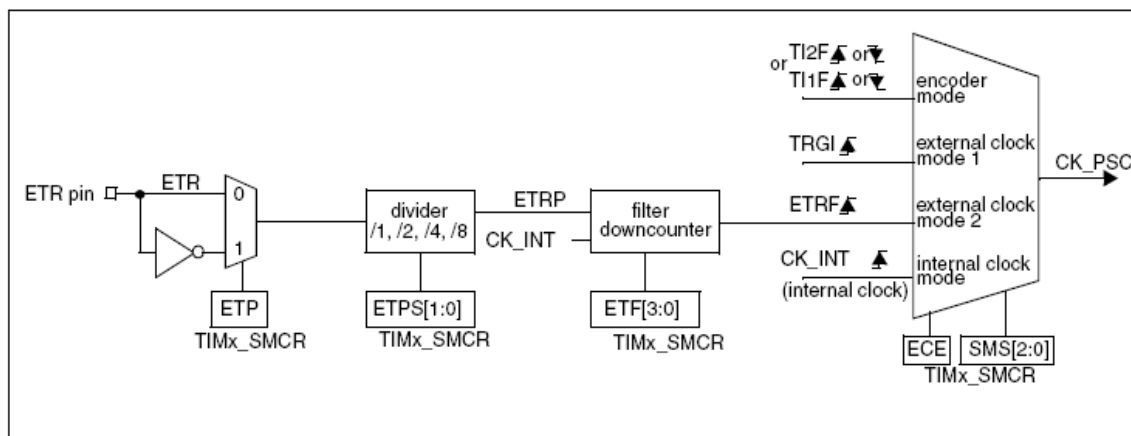 or TI2F or
TI1F or
encoder
mode
TRGI
external clock
mode 1
CK_PSC
ETR pin
ETR
0
1
divider
/1, /2, /4, /8
ETRP
CK_INT
filter
downcounter
ETRF
external clock
mode 2
CK_INT
(internal clock)
internal clock
mode
ETP
TIMx_SMCR
ETPS[1:0]
TIMx_SMCR
ETF[3:0]
TIMx_SMCR
ECE
SMS[2:0]
TIMx_SMCR